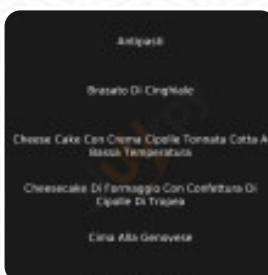 Antipasti
Brasato Di Cinghiale
Cheese Cake Con Crema Cipolle Tonnata Cotta A
Bassa Temperatura
Cheesecake Di Formaggio Con Confettura Di
Cipolle Di Tropea
Cima Alla Genovese